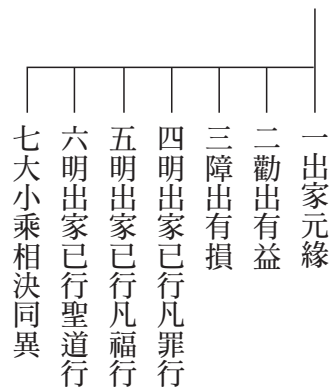 一出家元緣
二勸出有益
三障出有損
四明出家已行凡罪行
五明出家已行凡福行
六明出家已行聖道行
七大小乘相決同異